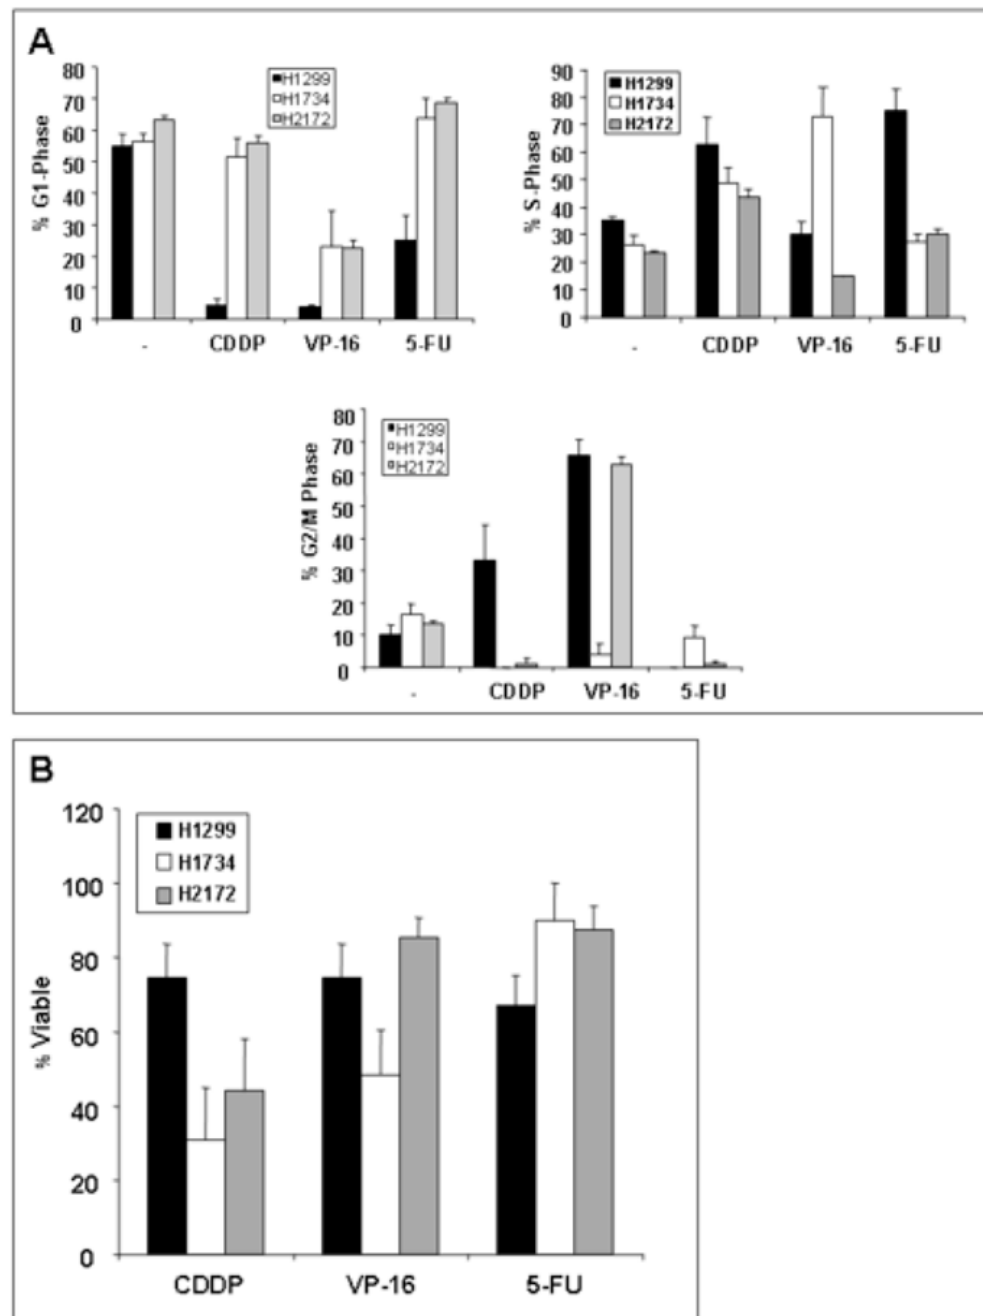 A
80
70
60
50
40
30
20
10
0
% G1-Phase
H1299
H1734
H2172
- CDDP VP-16 5-FU
90
80
70
60
50
40
30
20
10
0
% S-Phase
H1299
H1734
H2172
- CDDP VP-16 5-FU
80
70
60
50
40
30
20
10
0
% G2/M Phase
H1299
H1734
H2172
- CDDP VP-16 5-FU
B
120
100
80
60
40
20
0
% Viable
H1299
H1734
H2172
CDDP VP-16 5-FU